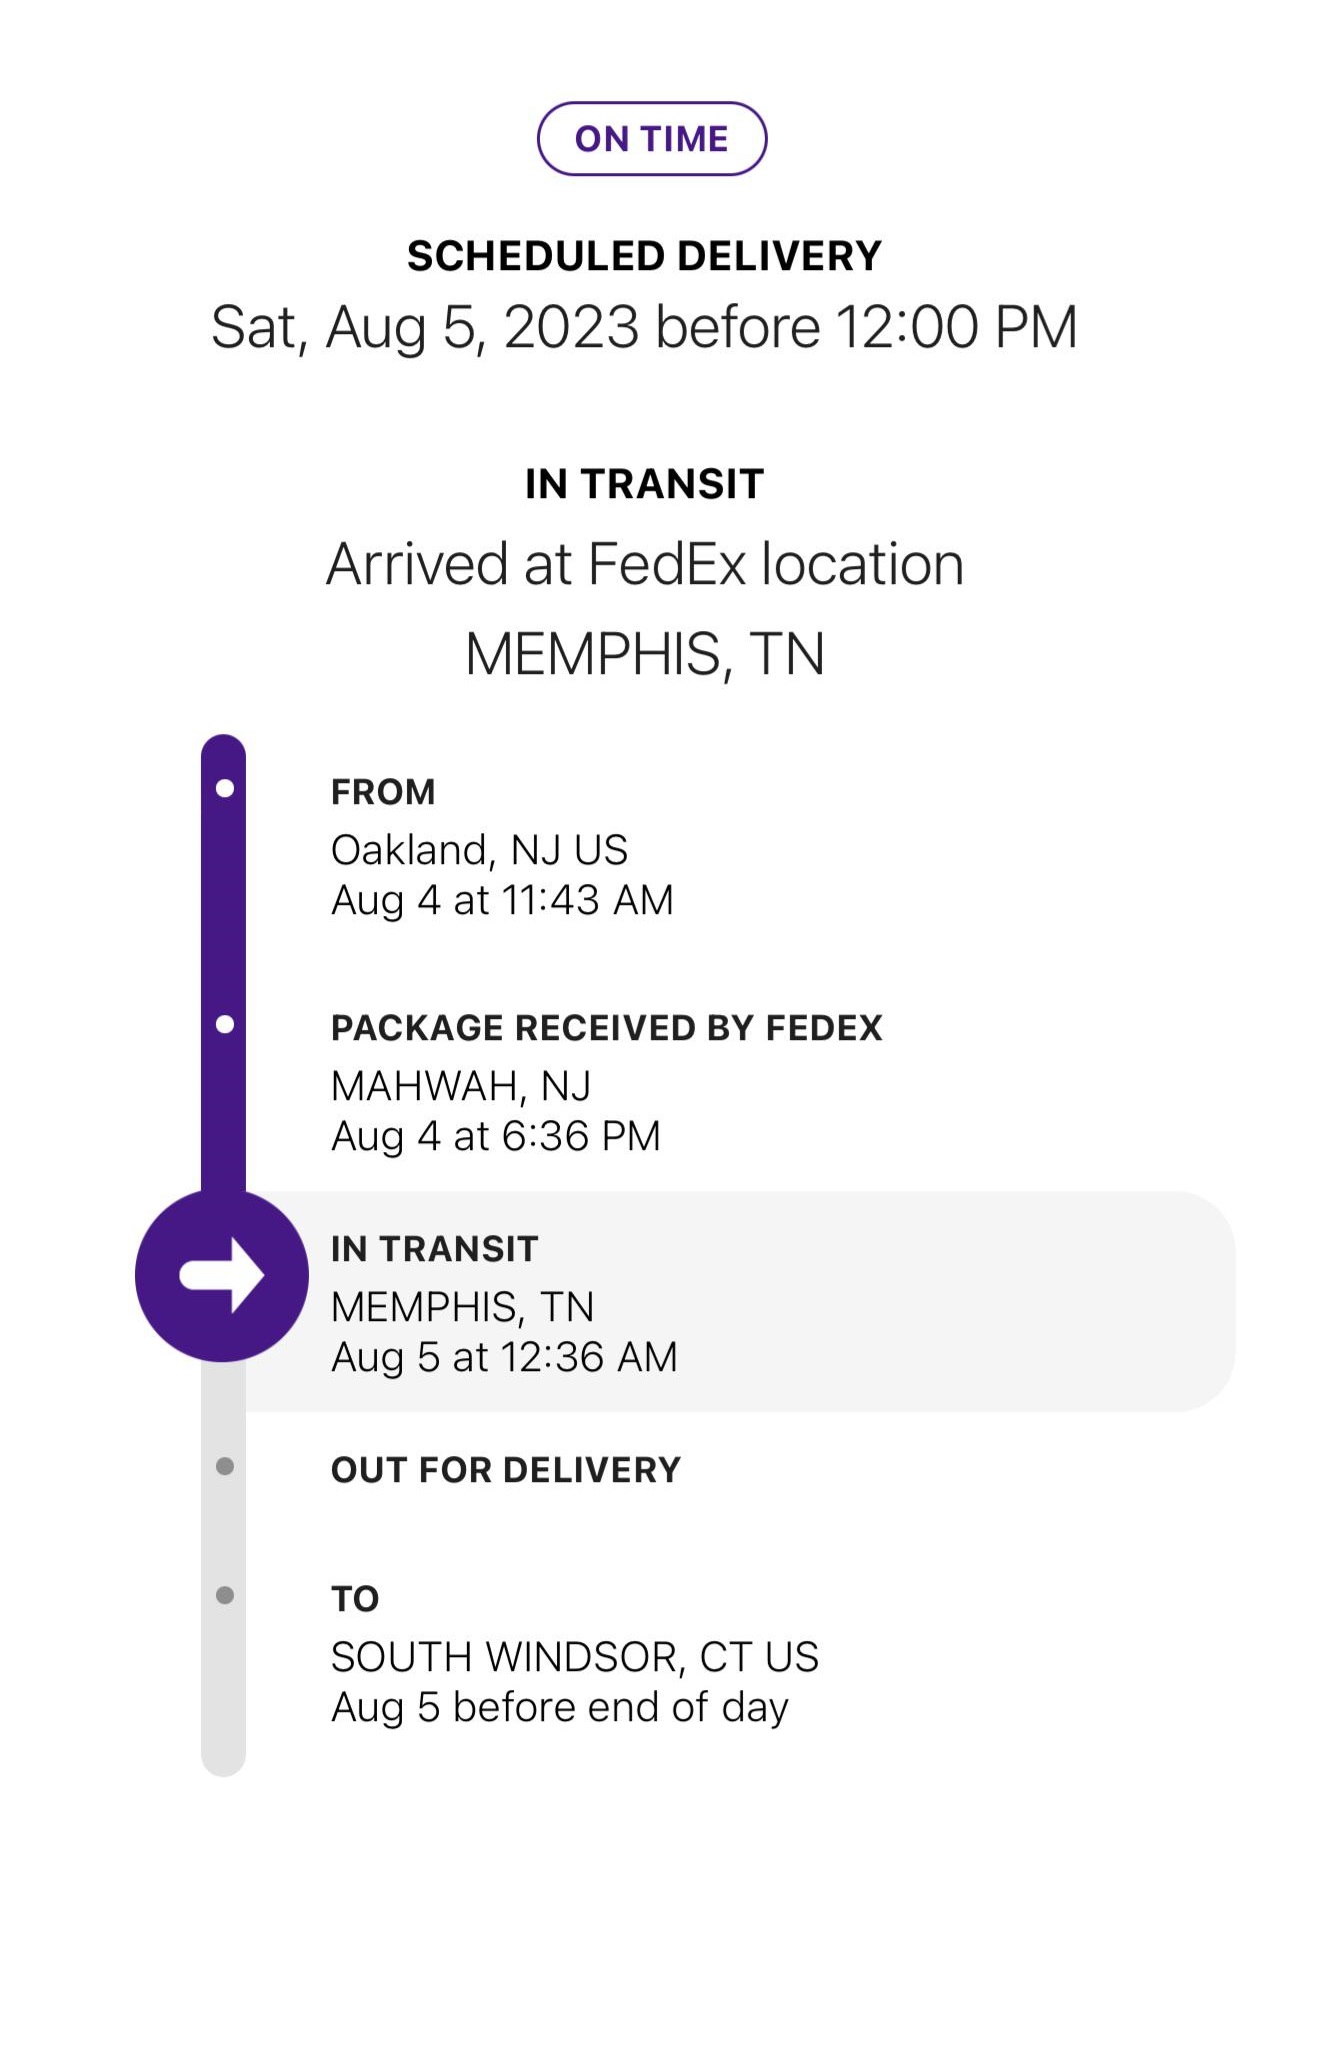 ON TIME
SCHEDULED DELIVERY
Sat, Aug 5, 2023 before 12:00 PM
IN TRANSIT
Arrived at FedEx location
MEMPHIS, TN
FROM
Oakland, NJ US
Aug 4 at 11:43 AM
PACKAGE RECEIVED BY FEDEX
MAHWAH, NJ
Aug 4 at 6:36 PM
IN TRANSIT
MEMPHIS, TN
Aug 5 at 12:36 AM
OUT FOR DELIVERY
TO
SOUTH WINDSOR, CT US
Aug 5 before end of day